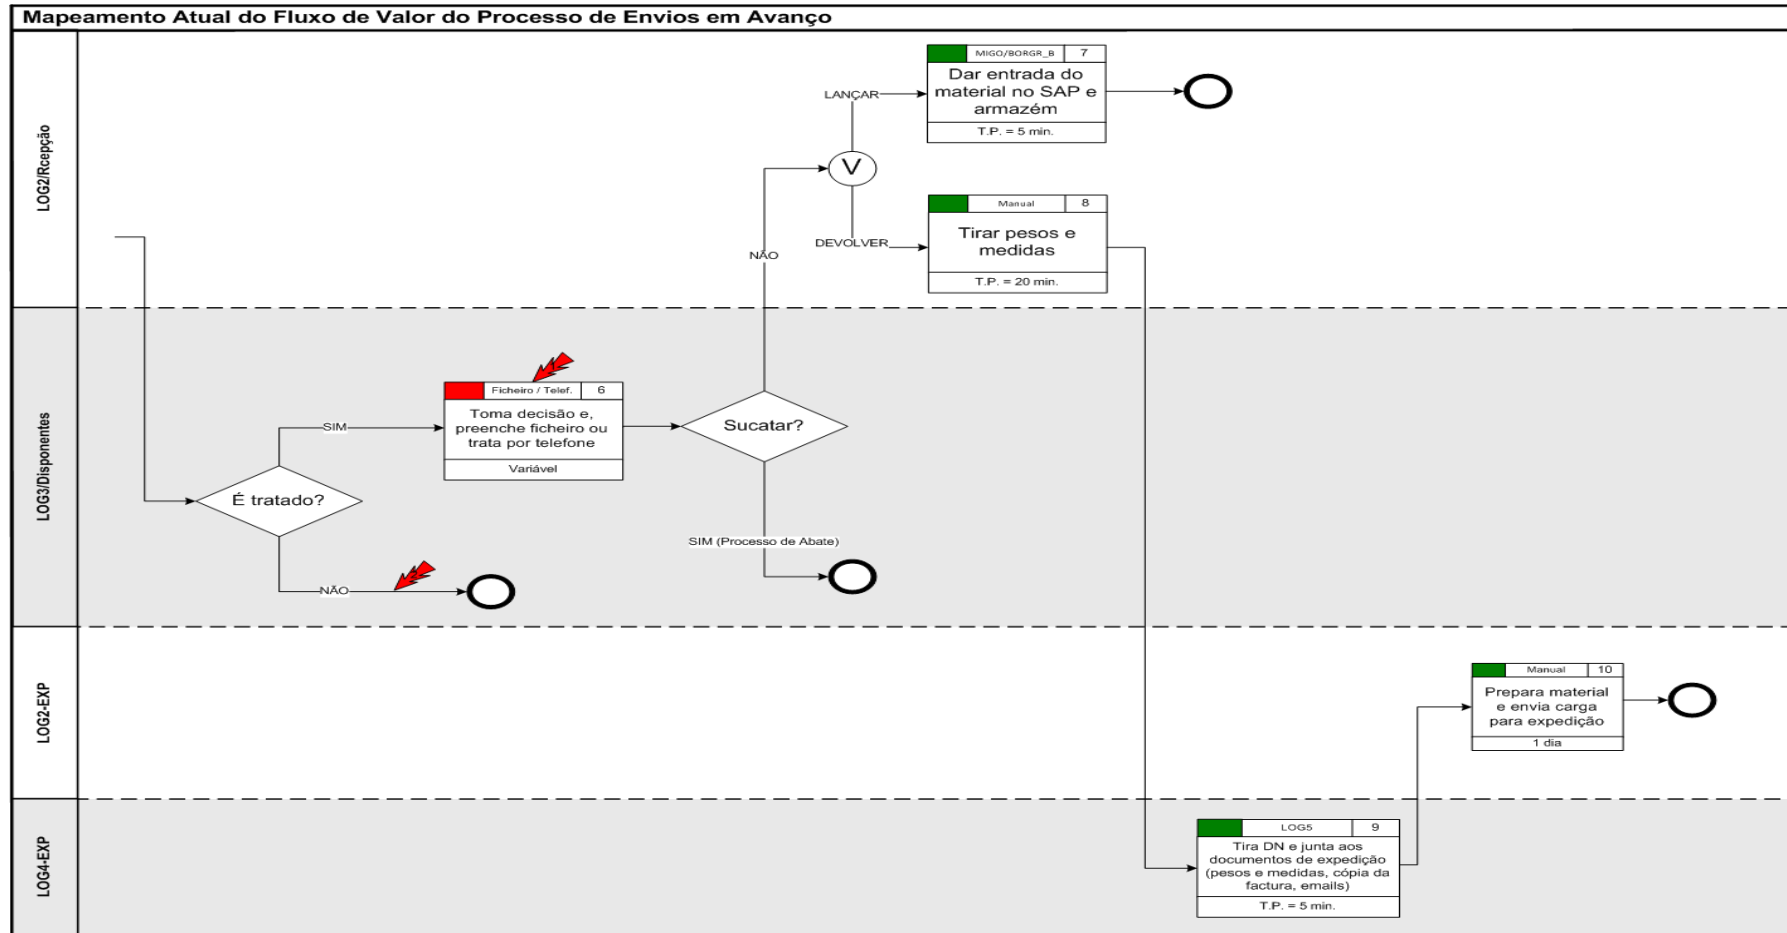 Mapeamento Atual do Fluxo de Valor do Processo de Envios em Avanço
LOG2/Rcepção
MIGO/BORGR_B 7
Dar entrada do
material no SAP e
armazém
T.P. = 5 min.
LANÇAR
V
DEVOLVER
Manual 8
Tirar pesos e
medidas
T.P. = 20 min.
NÃO
LOG3/Disponentes
Ficheiro / Telef. 6
Toma decisão e,
preenche ficheiro ou
trata por telefone
Variável
SIM
É tratado?
NÃO
Sucatar?
SIM (Processo de Abate)
LOG2-EXP
Manual 10
Prepara material
e envia carga
para expedição
1 dia
LOG4-EXP
LOG5 9
Tira DN e junta aos
documentos de expedição
(pesos e medidas, cópia da
factura, emails)
T.P. = 5 min.